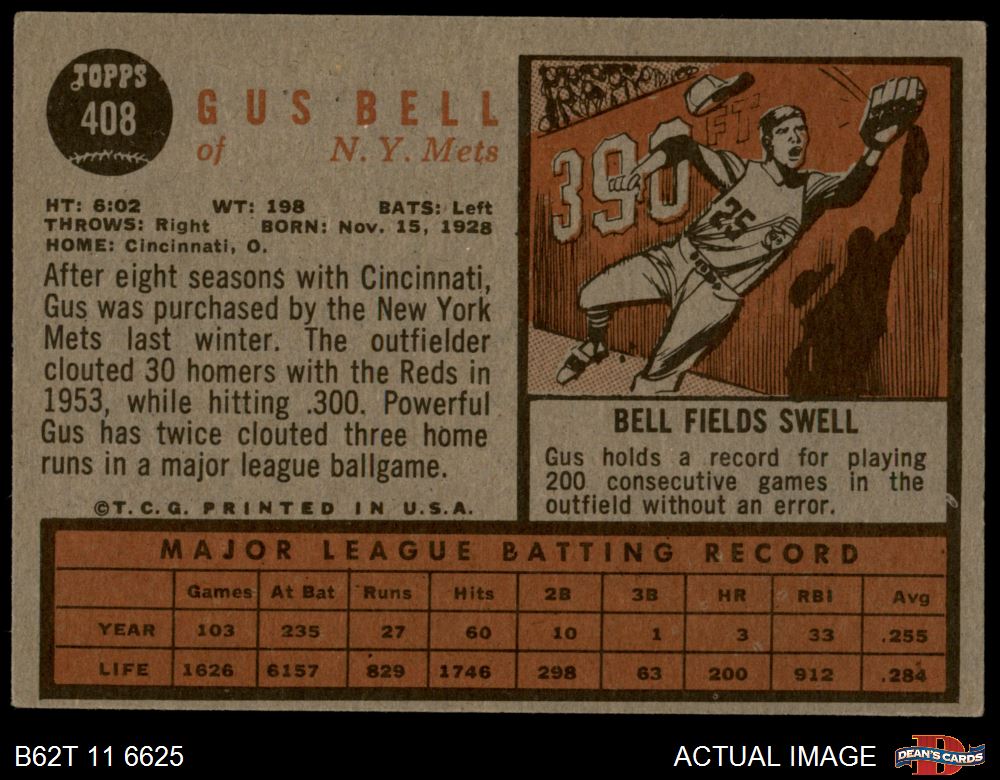 TOPPS
408
GUS BELL
of N. Y. Mets
HT: 6:02 WT: 198 BATS: Left
THROWS: Right BORN: Nov. 15, 1928
HOME: Cincinnati, O.
After eight seasons with Cincinnati,
Gus was purchased by the New York
Mets last winter. The outfielder
clouted 30 homers with the Reds in
1953, while hitting .300. Powerful
Gus has twice clouted three home
runs in a major league ballgame.
©T. C. G. PRINTED IN U.S.A.
390 FT
25
BELL FIELDS SWELL
Gus holds a record for playing
200 consecutive games in the
outfield without an error.
MAJOR LEAGUE BATTING RECORD
Games At Bat Runs Hits 2B 3B HR RBI Avg
YEAR 103 235 27 60 10 1 3 33 .255
LIFE 1626 6157 829 1746 298 63 200 912 .284
B62T 11 6625 ACTUAL IMAGE DEAN'S CARDS